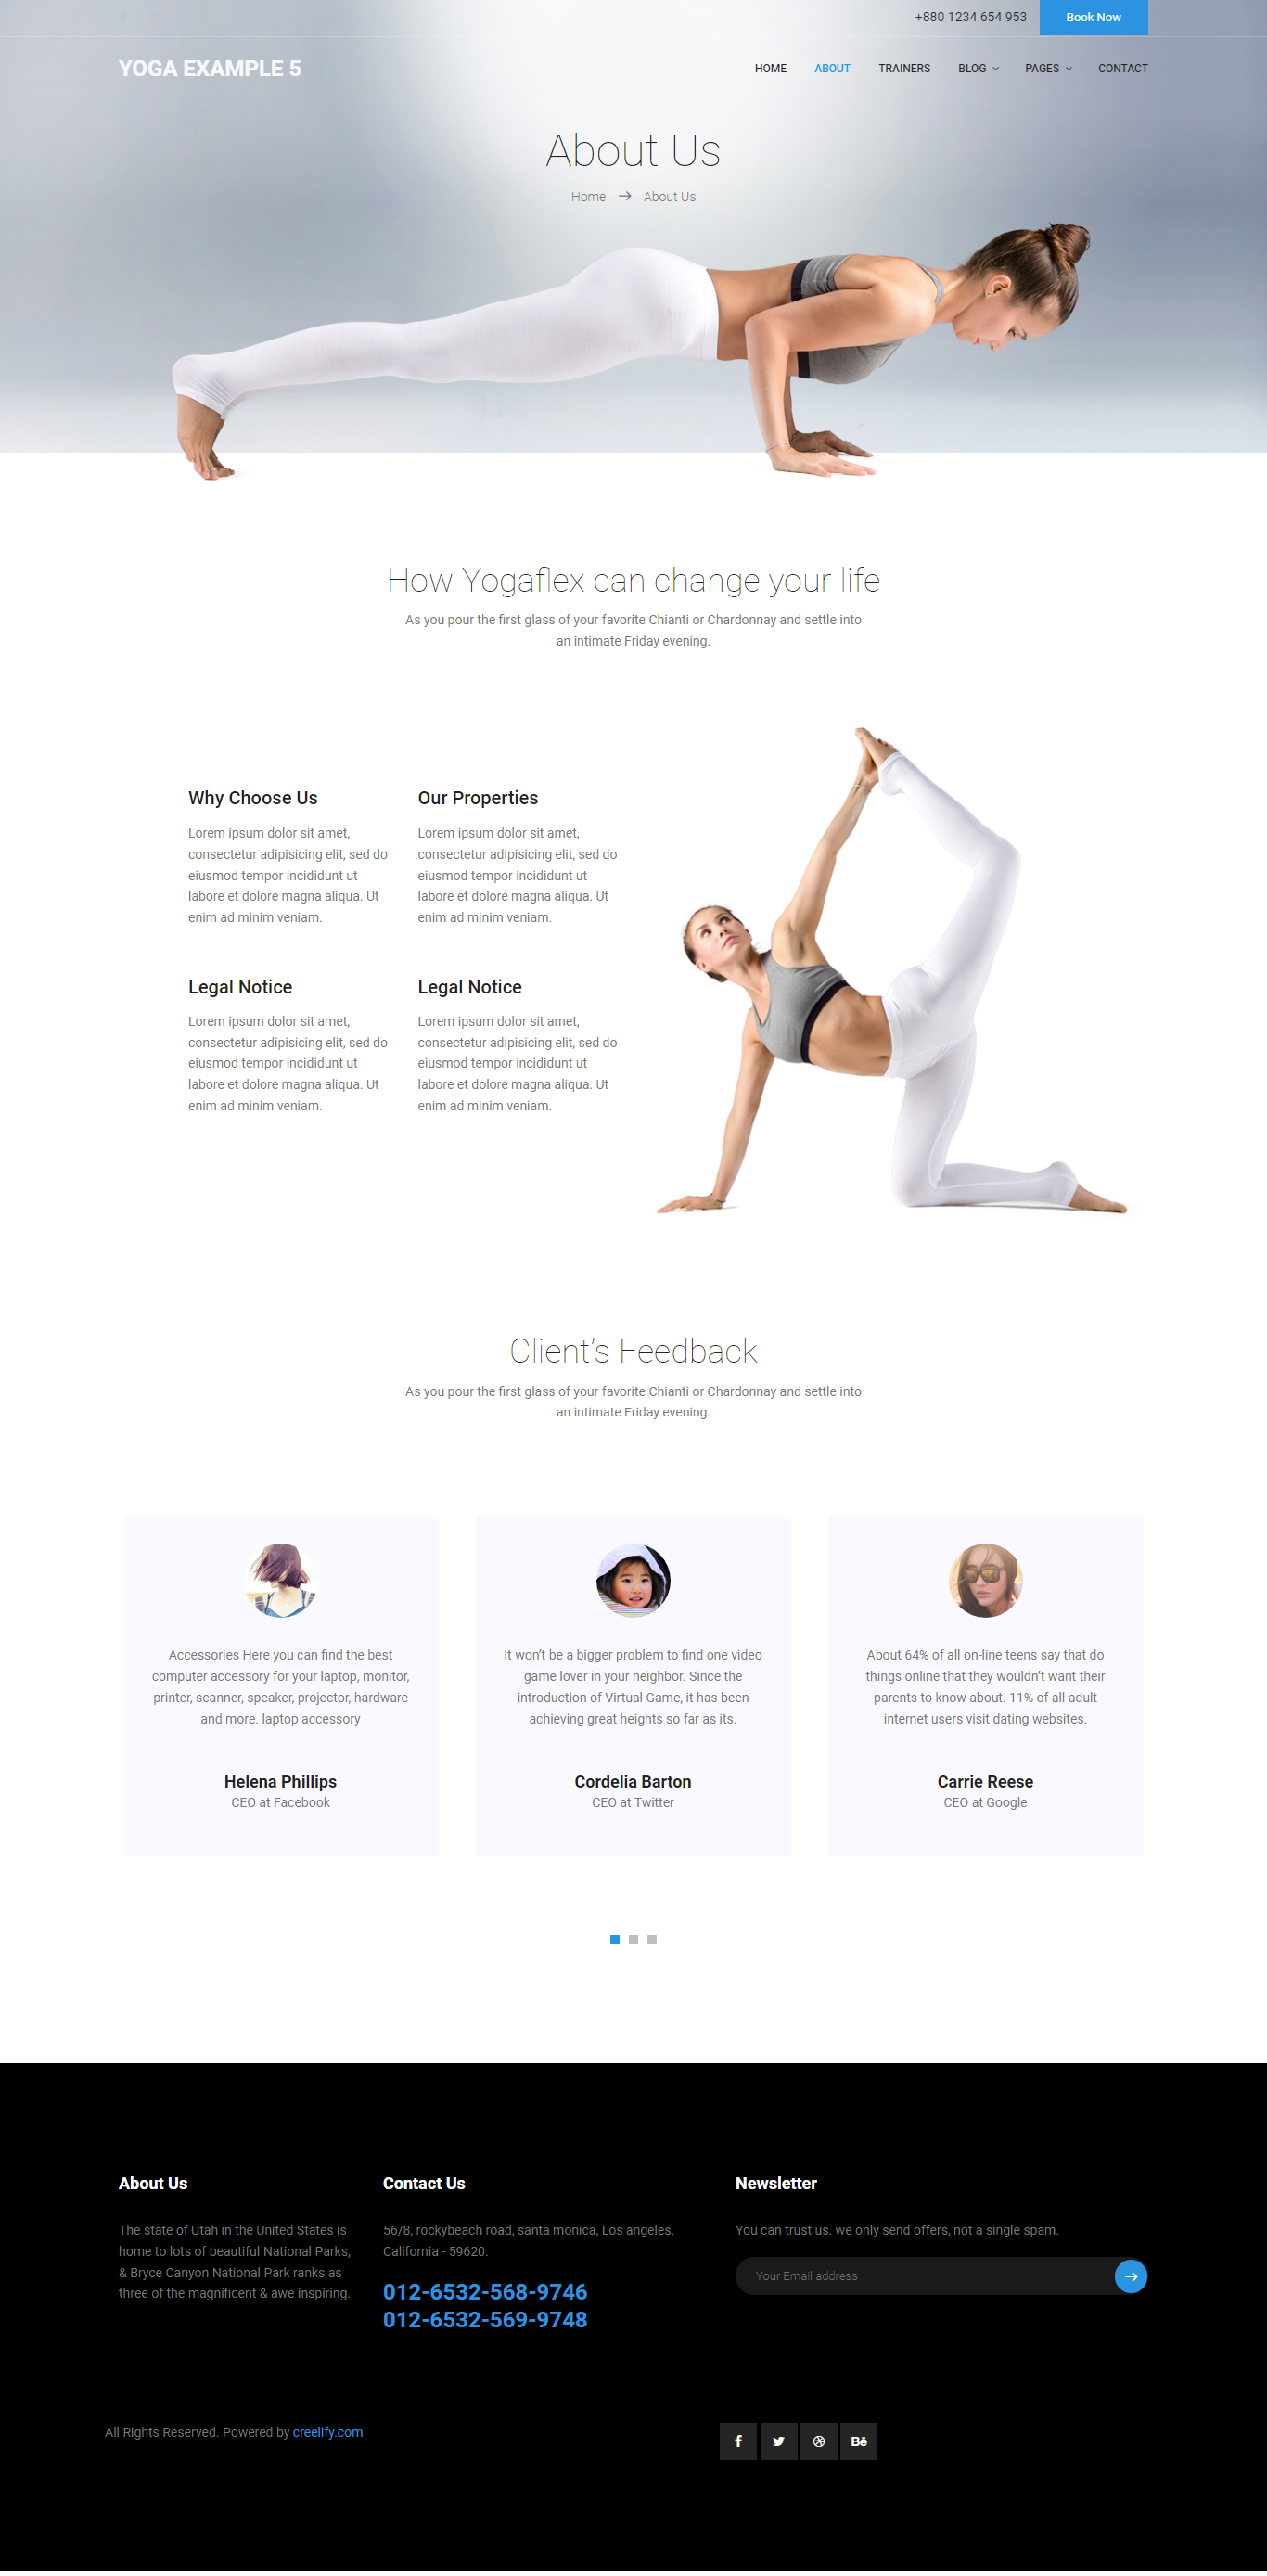 +880 1234 654 953
Book Now
YOGA EXAMPLE 5
HOME
ABOUT
TRAINERS
BLOG
PAGES
CONTACT
About Us
Home → About Us
How Yogaflex can change your life
As you pour the first glass of your favorite Chianti or Chardonnay and settle into
an intimate Friday evening.
Why Choose Us
Lorem ipsum dolor sit amet,
consectetur adipisicing elit, sed do
eiusmod tempor incididunt ut
labore et dolore magna aliqua. Ut
enim ad minim veniam.
Our Properties
Lorem ipsum dolor sit amet,
consectetur adipisicing elit, sed do
eiusmod tempor incididunt ut
labore et dolore magna aliqua. Ut
enim ad minim veniam.
Legal Notice
Lorem ipsum dolor sit amet,
consectetur adipisicing elit, sed do
eiusmod tempor incididunt ut
labore et dolore magna aliqua. Ut
enim ad minim veniam.
Legal Notice
Lorem ipsum dolor sit amet,
consectetur adipisicing elit, sed do
eiusmod tempor incididunt ut
labore et dolore magna aliqua. Ut
enim ad minim veniam.
Client’s Feedback
As you pour the first glass of your favorite Chianti or Chardonnay and settle into
an intimate Friday evening.
Accessories Here you can find the best
computer accessory for your laptop, monitor,
printer, scanner, speaker, projector, hardware
and more. laptop accessory
Helena Phillips
CEO at Facebook
It won’t be a bigger problem to find one video
game lover in your neighbor. Since the
introduction of Virtual Game, it has been
achieving great heights so far as its.
Cordelia Barton
CEO at Twitter
About 64% of all on-line teens say that do
things online that they wouldn’t want their
parents to know about. 11% of all adult
internet users visit dating websites.
Carrie Reese
CEO at Google
About Us
The state of Utah in the United States is
home to lots of beautiful National Parks,
& Bryce Canyon National Park ranks as
three of the magnificent & awe inspiring.
Contact Us
56/8, rockybeach road, santa monica, Los angeles,
California - 59620.
012-6532-568-9746
012-6532-569-9748
Newsletter
You can trust us. we only send offers, not a single spam.
Your Email address
All Rights Reserved. Powered by creelify.com
Bē